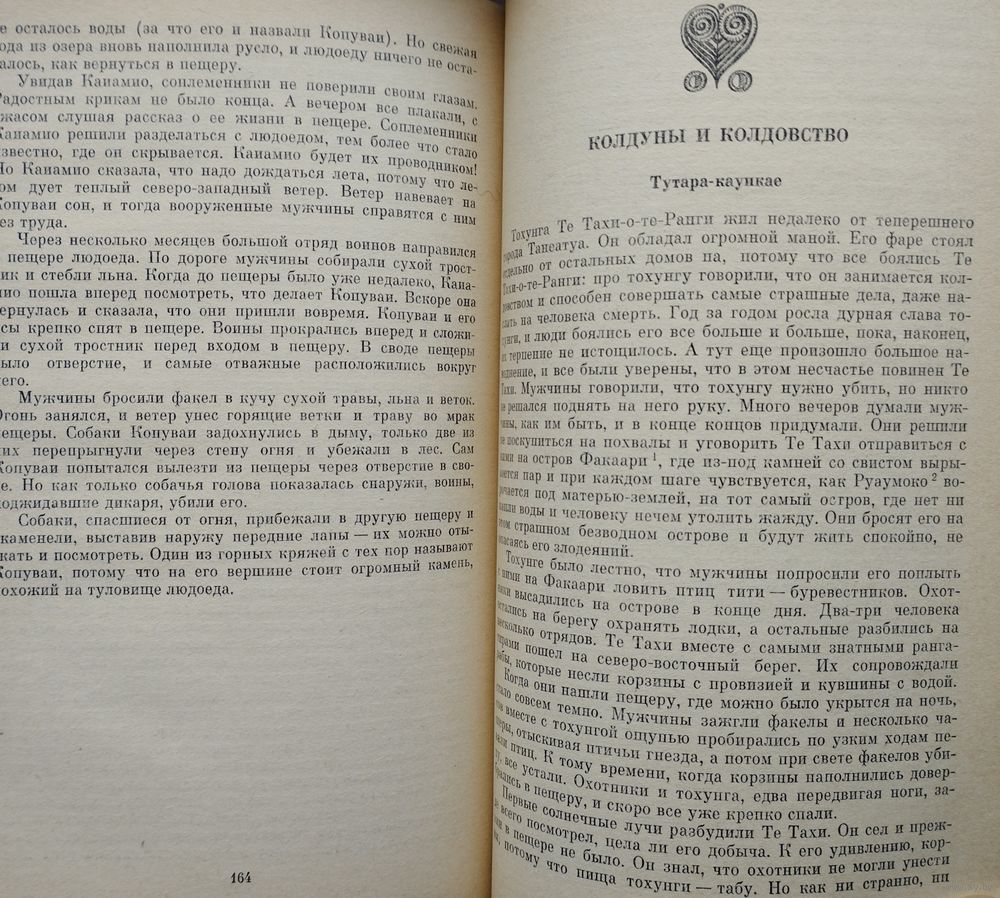 е осталось воды (за что его и назвали Копуваи). Но свежая
ода из озера вновь наполнила русло, и людоеду ничего не оста-
алось, как вернуться в пещеру.
Увидав Каиамио, соплеменники не поверили своим глазам.
Радостным крикам не было конца. А вечером все плакали, с
жасом слушая рассказ о ее жизни в пещере. Соплеменники
Каиамио решили разделаться с людоедом, тем более что стало
звестно, где он скрывается. Каиамио будет их проводником!
Но Каиамио сказала, что надо дождаться лета, потому что ле-
ом дует теплый северо-западный ветер. Ветер навевает на
Копуваи сон, и тогда вооруженные мужчины справятся с ним
ез труда.
Через несколько месяцев большой отряд воинов направился
пещере людоеда. По дороге мужчины собирали сухой трост-
ник и стебли льна. Когда до пещеры было уже недалеко, Каиа-
мио пошла вперед посмотреть, что делает Копуваи. Вскоре она
вернулась и сказала, что они пришли вовремя. Копуваи и его
псы крепко спят в пещере. Воины прокрались вперед и сложи-
ли сухой тростник перед входом в пещеру. В своде пещеры
было отверстие, и самые отважные расположились вокруг
него.
Мужчины бросили факел в кучу сухой травы, льна и веток.
Огонь занялся, и ветер унес горящие ветки и траву во мрак
пещеры. Собаки Копуваи задохнулись в дыму, только две из
них перепрыгнули через стену огня и убежали в лес. Сам
Копуваи попытался вылезти из пещеры через отверстие в сво-
де. Но как только собачья голова показалась снаружи, воины,
поджидавшие дикаря, убили его.
Собаки, спасшиеся от огня, прибежали в другую пещеру и
окаменели, выставив наружу передние лапы — их можно оты-
скать и посмотреть. Один из горных кряжей с тех пор называют
Копуваи, потому что на его вершине стоит огромный камень,
похожий на туловище людоеда.
164
КОЛДУНЫ И КОЛДОВСТВО
Тутара-каупкае
Тохунга Те Тахи-о-те-Ранги жил недалеко от теперешнего
города Танеатуа. Он обладал огромной маной. Его фаре стоял
отдельно от остальных домов па, потому что все боялись Те
Тахи-о-те-Ранги: про тохунгу говорили, что он занимается кол-
довством и способен совершать самые страшные дела, даже на-
слать на человека смерть. Год за годом росла дурная слава то-
хунги, и люди боялись его все больше и больше, пока, наконец,
их терпение не истощилось. А тут еще произошло большое на-
воднение, и все были уверены, что в этом несчастье повинен Те
Тахи. Мужчины говорили, что тохунгу нужно убить, но никто
не решался поднять на него руку. Много вечеров думали муж-
чины, как им быть, и в конце концов придумали. Они решили
не поскупиться на похвалы и уговорить Те Тахи отправиться с
ними на остров Факаари 1, где из-под камней со свистом выры-
вается пар и при каждом шаге чувствуется, как Руаумоко 2 во-
рочается под матерью-землей, на тот самый остров, где нет ни
чаши воды и человеку нечем утолить жажду. Они бросят его на
этом страшном безводном острове и будут жить спокойно, не
опасаясь его злодеяний.
Тохунге было лестно, что мужчины попросили его поплыть
с ними на Факаари ловить птиц тити — буревестников. Охот-
ники высадились на острове в конце дня. Два-три человека
остались на берегу охранять лодки, а остальные разбились на
несколько отрядов. Те Тахи вместе с самыми знатными ранга-
тирами пошел на северо-восточный берег. Их сопровождали
рабы, которые несли корзины с провизией и кувшины с водой.
Когда они нашли пещеру, где можно было укрыться на ночь,
стало совсем темно. Мужчины зажгли факелы и несколько ча-
сов вместе с тохунгой ощупью пробирались по узким ходам пе-
щеры, отыскивая птичьи гнезда, а потом при свете факелов уби-
вали птиц. К тому времени, когда корзины наполнились довер-
ху, все устали. Охотники и тохунга, едва передвигая ноги, за-
брались в пещеру, и скоро все уже крепко спали.
Первые солнечные лучи разбудили Те Тахи. Он сел и преж-
де всего посмотрел, цела ли его добыча. К его удивлению, кор-
зин в пещере не было. Он знал, что охотники не могли унести
потому что пища тохунги — табу. Но как ни странно, ни